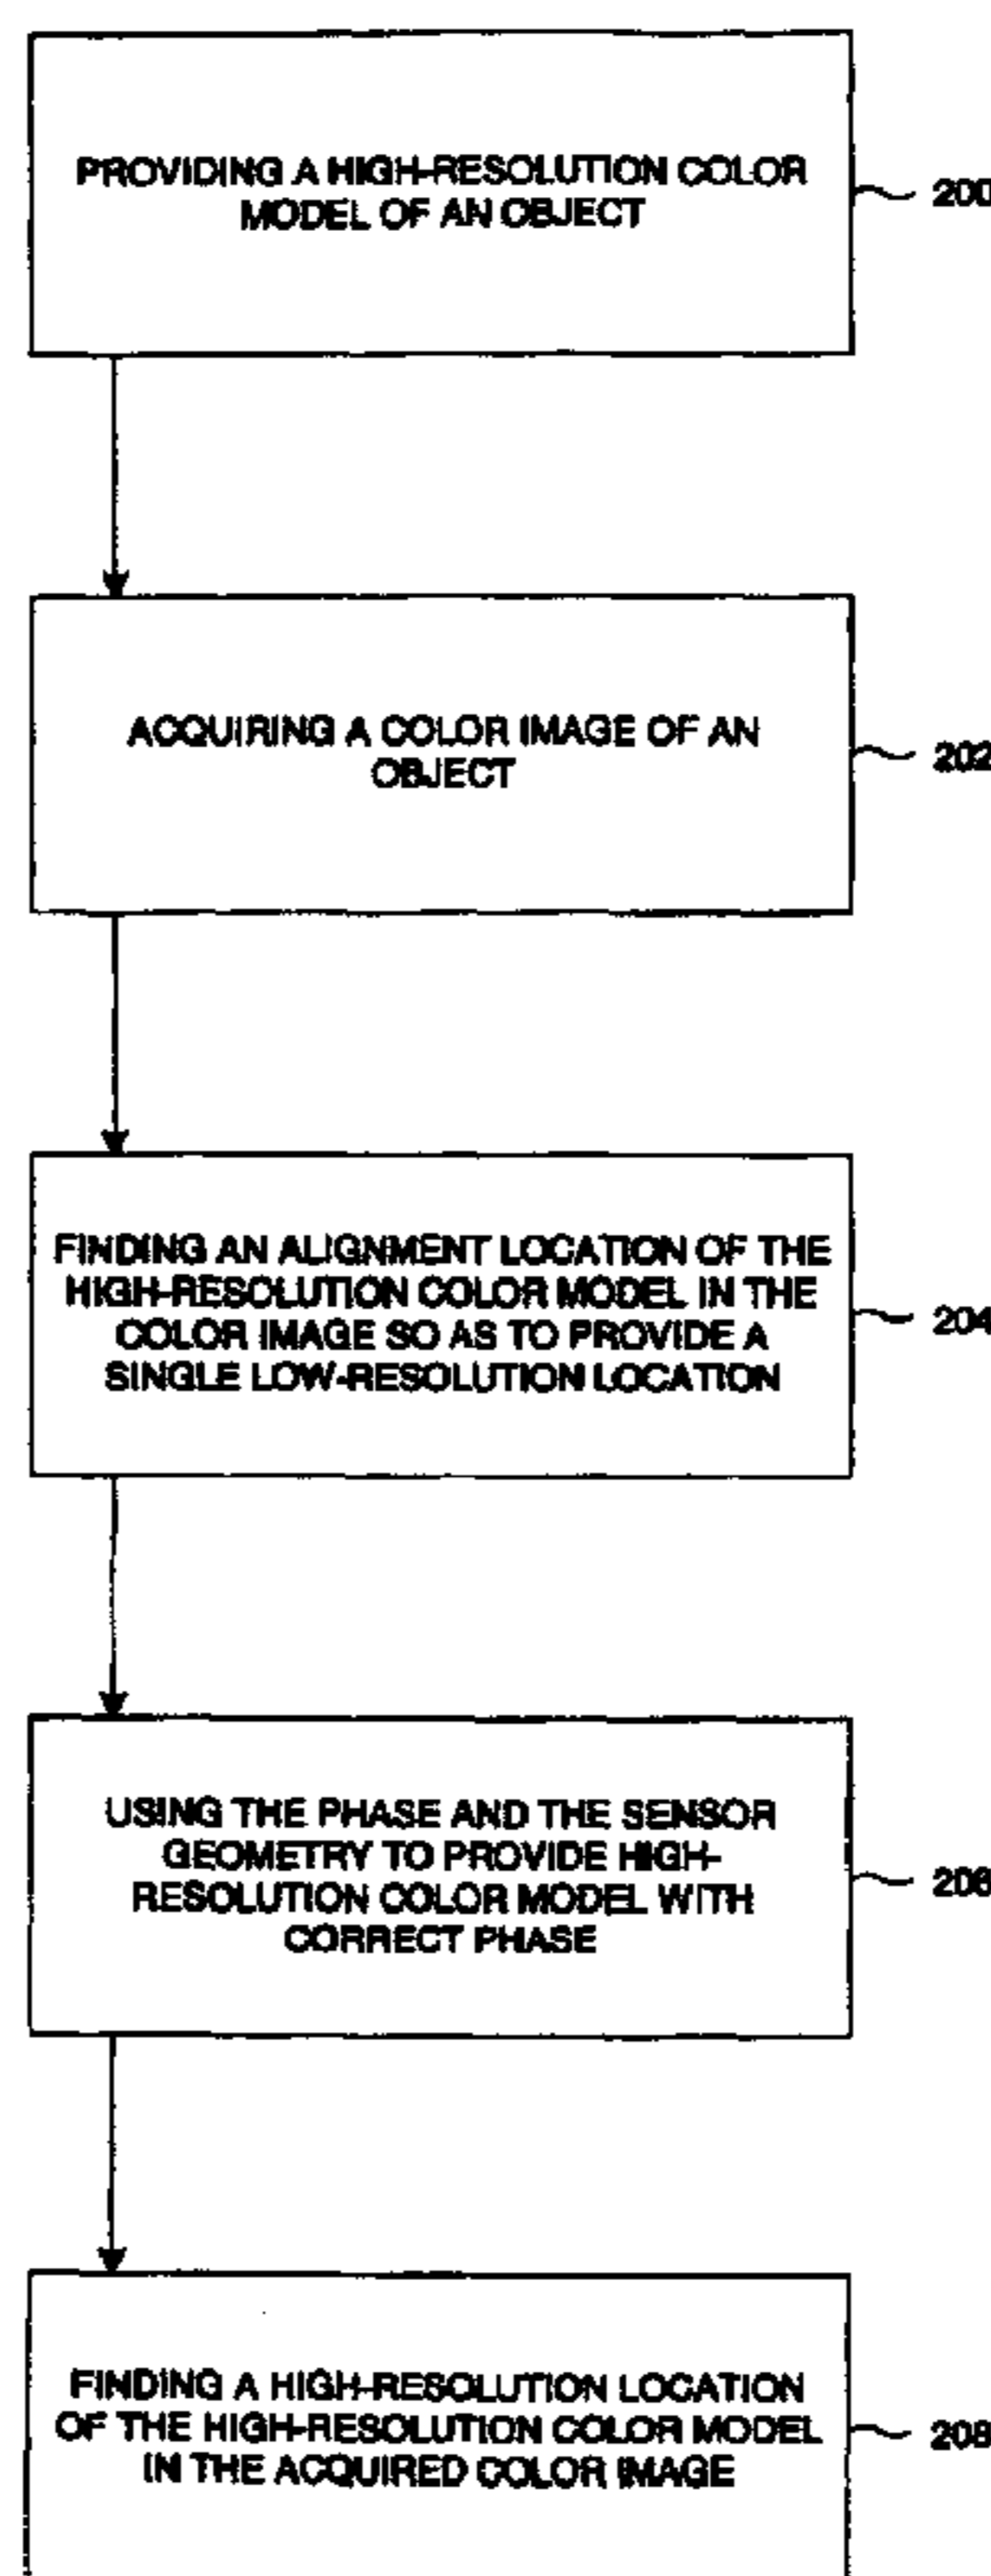 PROVIDING A HIGH-RESOLUTION COLOR
MODEL OF AN OBJECT
200
ACQUIRING A COLOR IMAGE OF AN
OBJECT
202
FINDING AN ALIGNMENT LOCATION OF THE
HIGH-RESOLUTION COLOR MODEL IN THE
COLOR IMAGE SO AS TO PROVIDE A
SINGLE LOW-RESOLUTION LOCATION
204
USING THE PHASE AND THE SENSOR
GEOMETRY TO PROVIDE HIGH-
RESOLUTION COLOR MODEL WITH
CORRECT PHASE
206
FINDING A HIGH-RESOLUTION LOCATION
OF THE HIGH-RESOLUTION COLOR MODEL
IN THE ACQUIRED COLOR IMAGE
208